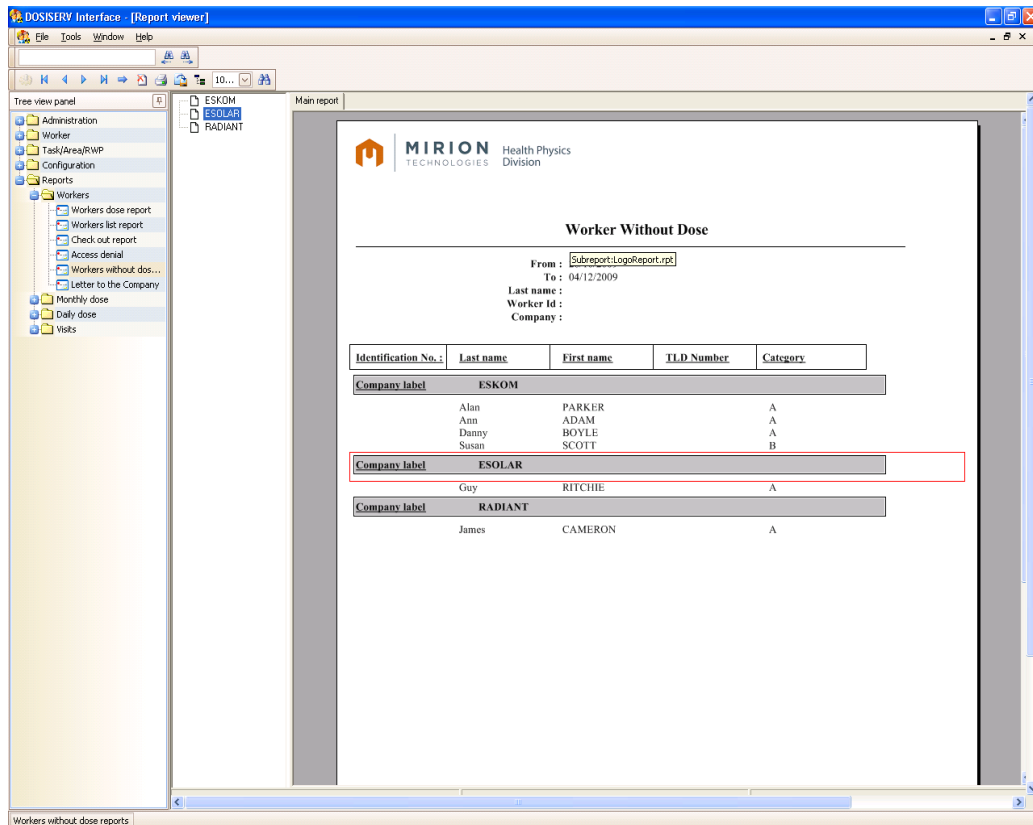 DOSISERV Interface - [Report viewer]
File Tools Window Help
10...
Tree view panel
Administration
Worker
Task/Area/RWP
Configuration
Reports
Workers
Workers dose report
Workers list report
Check out report
Access denial
Workers without dos...
Letter to the Company
Monthly dose
Daily dose
Visits
ESKOM
ESOLAR
RADIANT
Main report
MIRION Health Physics
TECHNOLOGIES Division
Worker Without Dose
From :
Subreport:LogoReport.rpt
To : 04/12/2009
Last name :
Worker Id :
Company :
Identification No. : Last name First name TLD Number Category
Company label ESKOM
Alan PARKER A
Ann ADAM A
Danny BOYLE A
Susan SCOTT B
Company label ESOLAR
Guy RITCHIE A
Company label RADIANT
James CAMERON A
Workers without dose reports